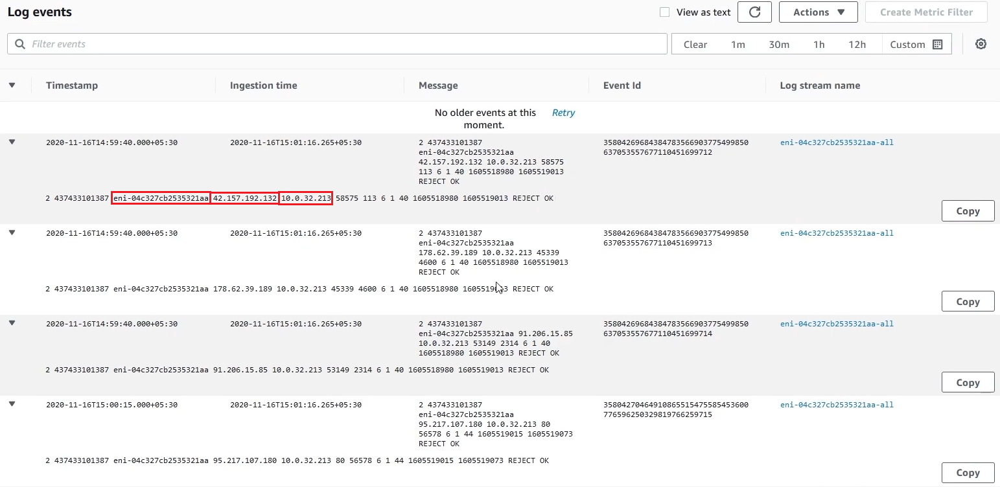 Log events
View as text
Actions
Create Metric Filter
Filter events
Clear 1m 30m 1h 12h Custom
Timestamp Ingestion time Message Event Id Log stream name
No older events at this Retry
moment.
2020-11-16T14:59:40.000+05:30 2020-11-16T15:01:16.265+05:30 2 437433101387 35804269684384783566903775499850 eni-04c327cb2535321aa-all
eni-04c327cb2535321aa 637053557677110451699712
42.157.192.132 10.0.32.213 58575
113 6 1 40 1605518980 1605519013
REJECT OK
2 437433101387 eni-04c327cb2535321aa 42.157.192.132 10.0.32.213 58575 113 6 1 40 1605518980 1605519013 REJECT OK
Copy
2020-11-16T14:59:40.000+05:30 2020-11-16T15:01:16.265+05:30 2 437433101387 35804269684384783566903775499850 eni-04c327cb2535321aa-all
eni-04c327cb2535321aa 637053557677110451699713
178.62.39.189 10.0.32.213 45339
4600 6 1 40 1605518980 1605519013
REJECT OK
2 437433101387 eni-04c327cb2535321aa 178.62.39.189 10.0.32.213 45339 4600 6 1 40 1605518980 1605519013 REJECT OK
Copy
2020-11-16T14:59:40.000+05:30 2020-11-16T15:01:16.265+05:30 2 437433101387 35804269684384783566903775499850 eni-04c327cb2535321aa-all
eni-04c327cb2535321aa 91.206.15.85 637053557677110451699714
10.0.32.213 53149 2314 6 1 40
1605518980 1605519013 REJECT OK
2 437433101387 eni-04c327cb2535321aa 91.206.15.85 10.0.32.213 53149 2314 6 1 40 1605518980 1605519013 REJECT OK
Copy
2020-11-16T15:00:15.000+05:30 2020-11-16T15:01:16.265+05:30 2 437433101387 35804270464910865515475585453600 eni-04c327cb2535321aa-all
eni-04c327cb2535321aa 776596250329819766259715
95.217.107.180 10.0.32.213 80
56578 6 1 44 1605519015 1605519073
REJECT OK
2 437433101387 eni-04c327cb2535321aa 95.217.107.180 10.0.32.213 80 56578 6 1 44 1605519015 1605519073 REJECT OK
Copy